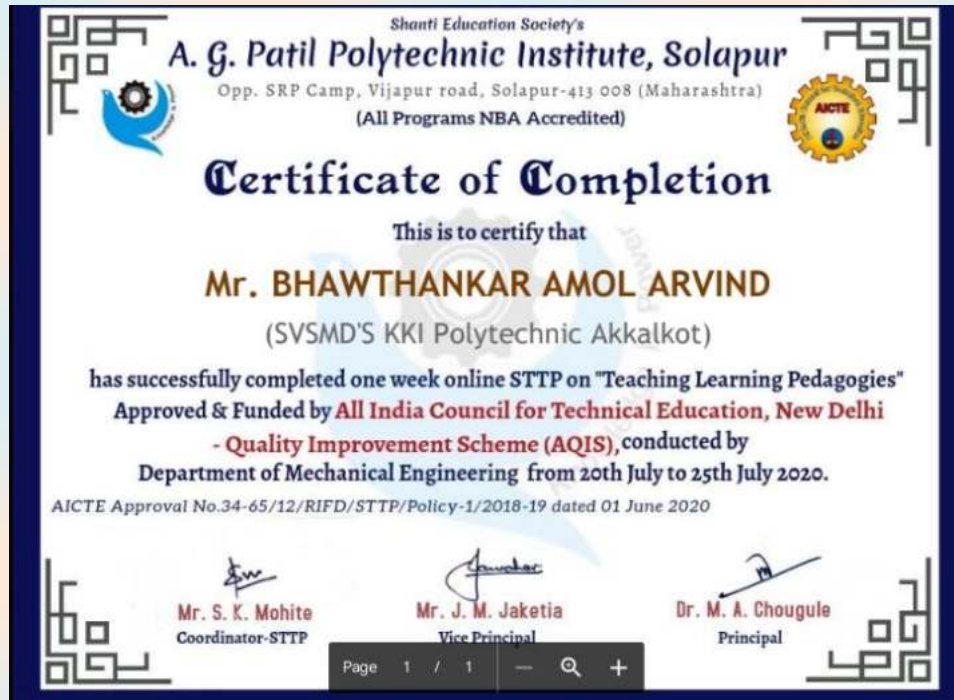 Shanti Education Society's
A. G. Patil Polytechnic Institute, Solapur
Opp. SRP Camp, Vijapur road, Solapur-413 008 (Maharashtra)
(All Programs NBA Accredited)
AICTE
Certificate of Completion
This is to certify that
Mr. BHAWTHANKAR AMOL ARVIND
(SVSMD'S KKI Polytechnic Akkalkot)
has successfully completed one week online STTP on "Teaching Learning Pedagogies"
Approved & Funded by All India Council for Technical Education, New Delhi
- Quality Improvement Scheme (AQIS), conducted by
Department of Mechanical Engineering from 20th July to 25th July 2020.
AICTE Approval No.34-65/12/RIFD/STTP/Policy-1/2018-19 dated 01 June 2020
Mr. S. K. Mohite
Coordinator-STTP
Mr. J. M. Jaketia
Vice Principal
Dr. M. A. Chougule
Principal
Page 1 / 1